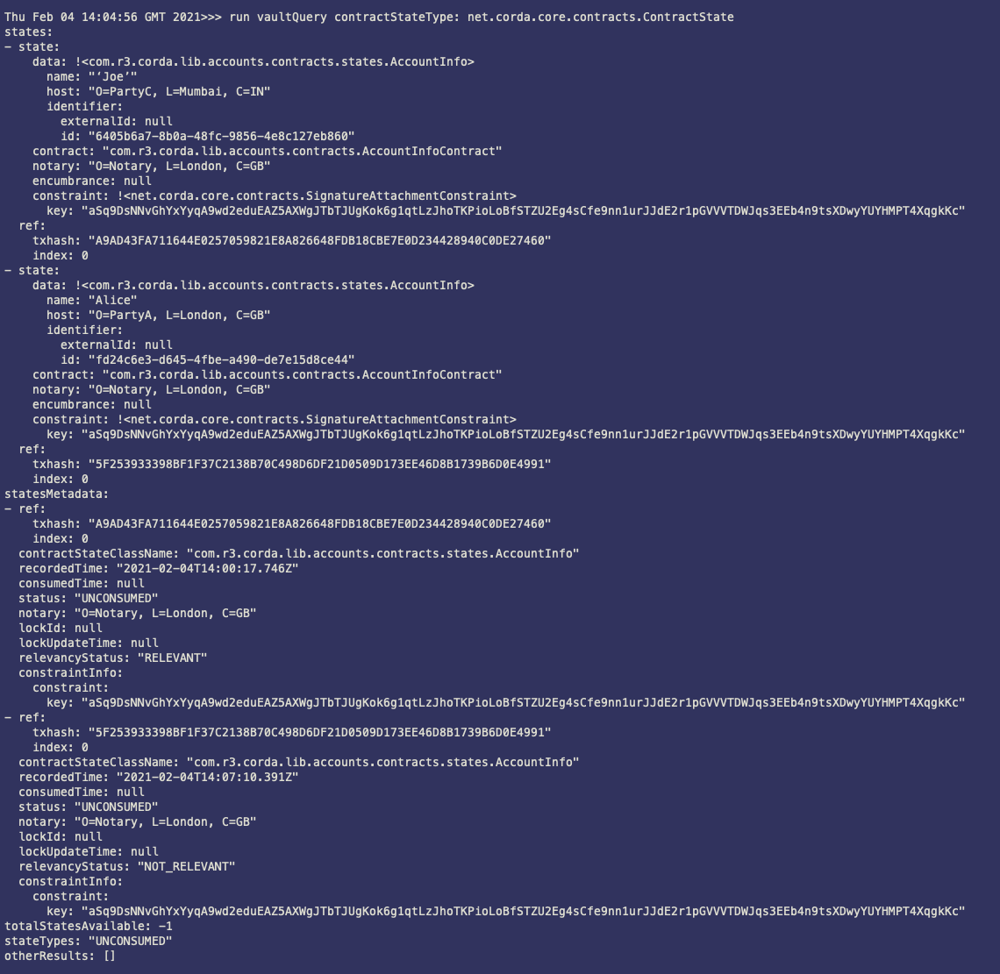 Thu Feb 04 14:04:56 GMT 2021>>> run vaultQuery contractStateType: net.corda.core.contracts.ContractState
states:
– state:
    data: !<com.r3.corda.lib.accounts.contracts.states.AccountInfo>
      name: "‘Joe’"
      host: "O=PartyC, L=Mumbai, C=IN"
      identifier:
        externalId: null
        id: "6405b6a7-8b0a-48fc-9856-4e8c127eb860"
    contract: "com.r3.corda.lib.accounts.contracts.AccountInfoContract"
    notary: "O=Notary, L=London, C=GB"
    encumbrance: null
    constraint: !<net.corda.core.contracts.SignatureAttachmentConstraint>
      key: "aSq9DsNNvGhYxYyqA9wd2eduEAZ5AXWgJTbTJUgKok6g1qtLzJhoTKPioLoBfSTZU2Eg4sCfe9nn1urJJdE2r1pGVVVTDWJqs3EEb4n9tsXDwyYUYHMPT4XqgkKc"
  ref:
    txhash: "A9AD43FA711644E0257059821E8A826648FDB18CBE7E0D234428940C0DE27460"
    index: 0
– state:
    data: !<com.r3.corda.lib.accounts.contracts.states.AccountInfo>
      name: "Alice"
      host: "O=PartyA, L=London, C=GB"
      identifier:
        externalId: null
        id: "fd24c6e3-d645-4fbe-a490-de7e15d8ce44"
    contract: "com.r3.corda.lib.accounts.contracts.AccountInfoContract"
    notary: "O=Notary, L=London, C=GB"
    encumbrance: null
    constraint: !<net.corda.core.contracts.SignatureAttachmentConstraint>
      key: "aSq9DsNNvGhYxYyqA9wd2eduEAZ5AXWgJTbTJUgKok6g1qtLzJhoTKPioLoBfSTZU2Eg4sCfe9nn1urJJdE2r1pGVVVTDWJqs3EEb4n9tsXDwyYUYHMPT4XqgkKc"
  ref:
    txhash: "5F253933398BF1F37C2138B70C498D6DF21D0509D173EE46D8B1739B6D0E4991"
    index: 0
statesMetadata:
– ref:
    txhash: "A9AD43FA711644E0257059821E8A826648FDB18CBE7E0D234428940C0DE27460"
    index: 0
  contractStateClassName: "com.r3.corda.lib.accounts.contracts.states.AccountInfo"
  recordedTime: "2021-02-04T14:00:17.746Z"
  consumedTime: null
  status: "UNCONSUMED"
  notary: "O=Notary, L=London, C=GB"
  lockId: null
  lockUpdateTime: null
  relevancyStatus: "RELEVANT"
  constraintInfo:
    constraint:
      key: "aSq9DsNNvGhYxYyqA9wd2eduEAZ5AXWgJTbTJUgKok6g1qtLzJhoTKPioLoBfSTZU2Eg4sCfe9nn1urJJdE2r1pGVVVTDWJqs3EEb4n9tsXDwyYUYHMPT4XqgkKc"
– ref:
    txhash: "5F253933398BF1F37C2138B70C498D6DF21D0509D173EE46D8B1739B6D0E4991"
    index: 0
  contractStateClassName: "com.r3.corda.lib.accounts.contracts.states.AccountInfo"
  recordedTime: "2021-02-04T14:07:10.391Z"
  consumedTime: null
  status: "UNCONSUMED"
  notary: "O=Notary, L=London, C=GB"
  lockId: null
  lockUpdateTime: null
  relevancyStatus: "NOT_RELEVANT"
  constraintInfo:
    constraint:
      key: "aSq9DsNNvGhYxYyqA9wd2eduEAZ5AXWgJTbTJUgKok6g1qtLzJhoTKPioLoBfSTZU2Eg4sCfe9nn1urJJdE2r1pGVVVTDWJqs3EEb4n9tsXDwyYUYHMPT4XqgkKc"
totalStatesAvailable: -1
stateTypes: "UNCONSUMED"
otherResults: []